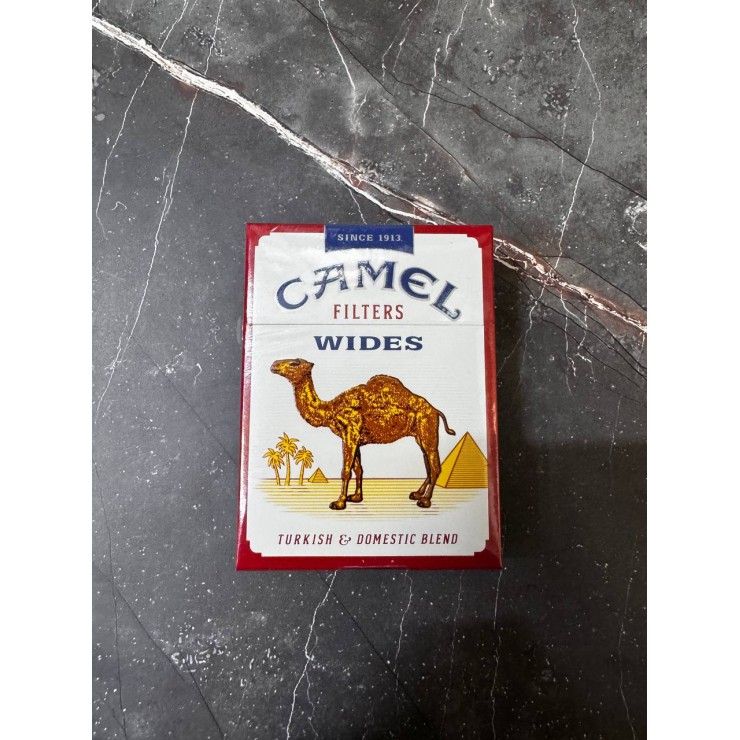 SINCE 1913
CAMEL
FILTERS
WIDES
TURKISH & DOMESTIC BLEND